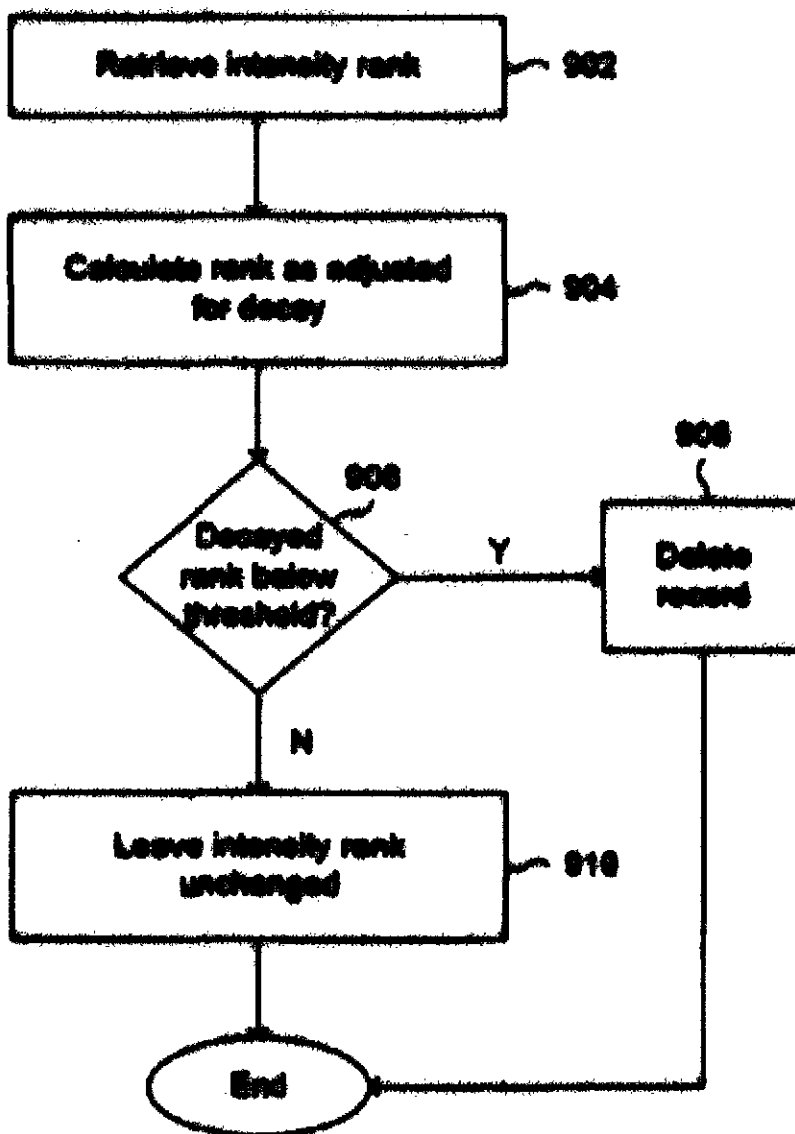 Retrieve intensity rank
902
Calculate rank as adjusted
for decay
904
906
Decayed
rank below
threshold?
Y
908
Delete
record
N
Leave intensity rank
unchanged
910
End